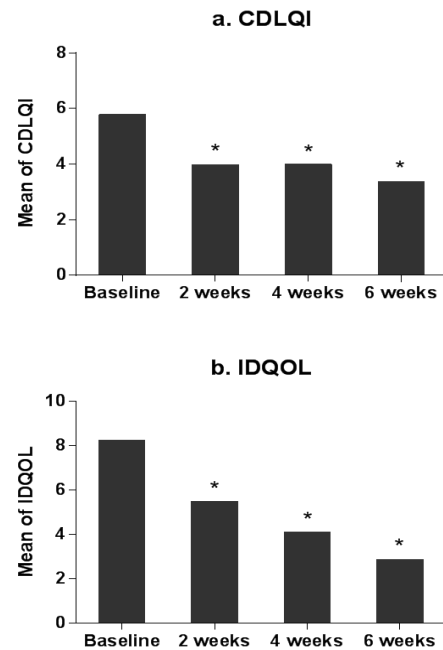 a. CDLQI
Mean of CDLQI
8
6
4
2
0
* * *
Baseline 2 weeks 4 weeks 6 weeks
b. IDQOL
Mean of IDQOL
10
8
6
4
2
0
* * *
Baseline 2 weeks 4 weeks 6 weeks